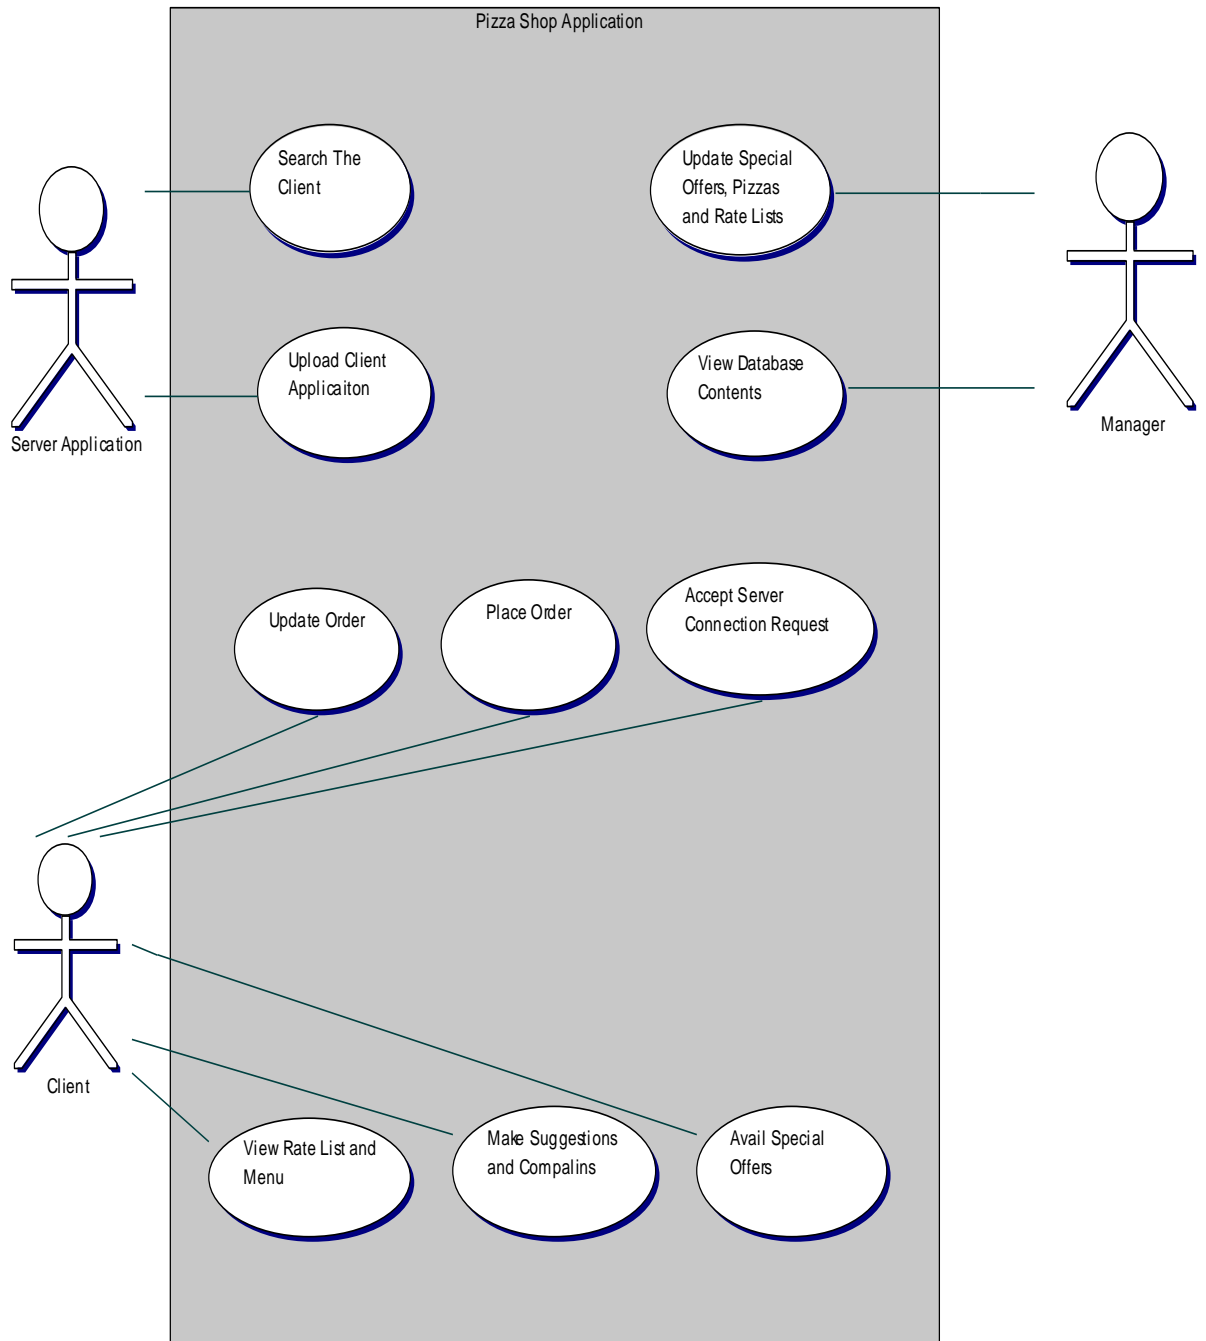 Pizza Shop Application
Search The
Client
Update Special
Offers, Pizzas
and Rate Lists
Upload Client
Applicaiton
View Database
Contents
Server Application
Manager
Update Order
Place Order
Accept Server
Connection Request
Client
View Rate List and
Menu
Make Suggestions
and Compalins
Avail Special
Offers